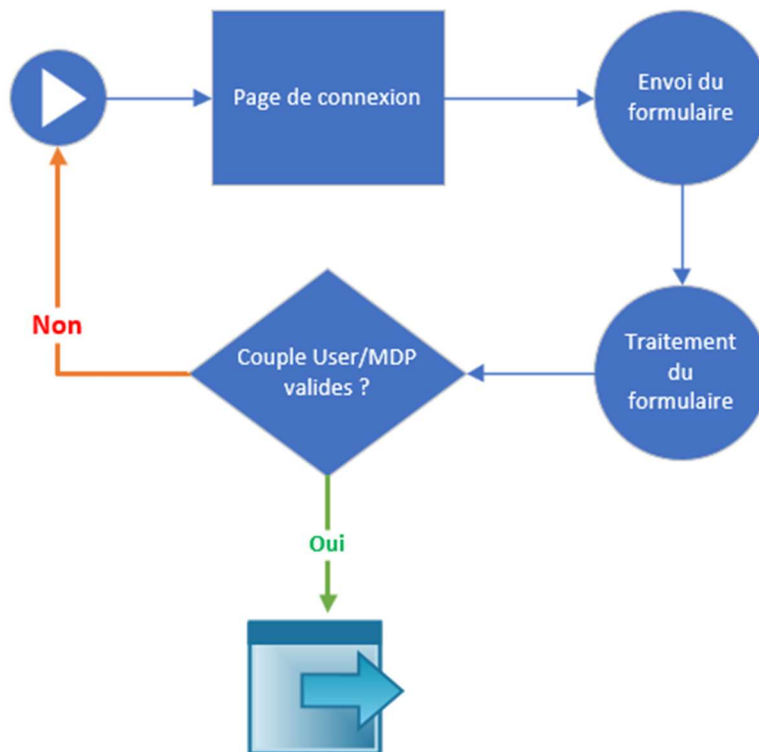 Page de connexion
Envoi du
formulaire
Traitement
du
formulaire
Couple User/MDP
valides ?
Non
Oui